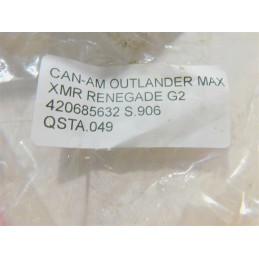 CAN-AM OUTLANDER MAX
XMR RENEGADE G2
420685632 S.906
QSTA.049